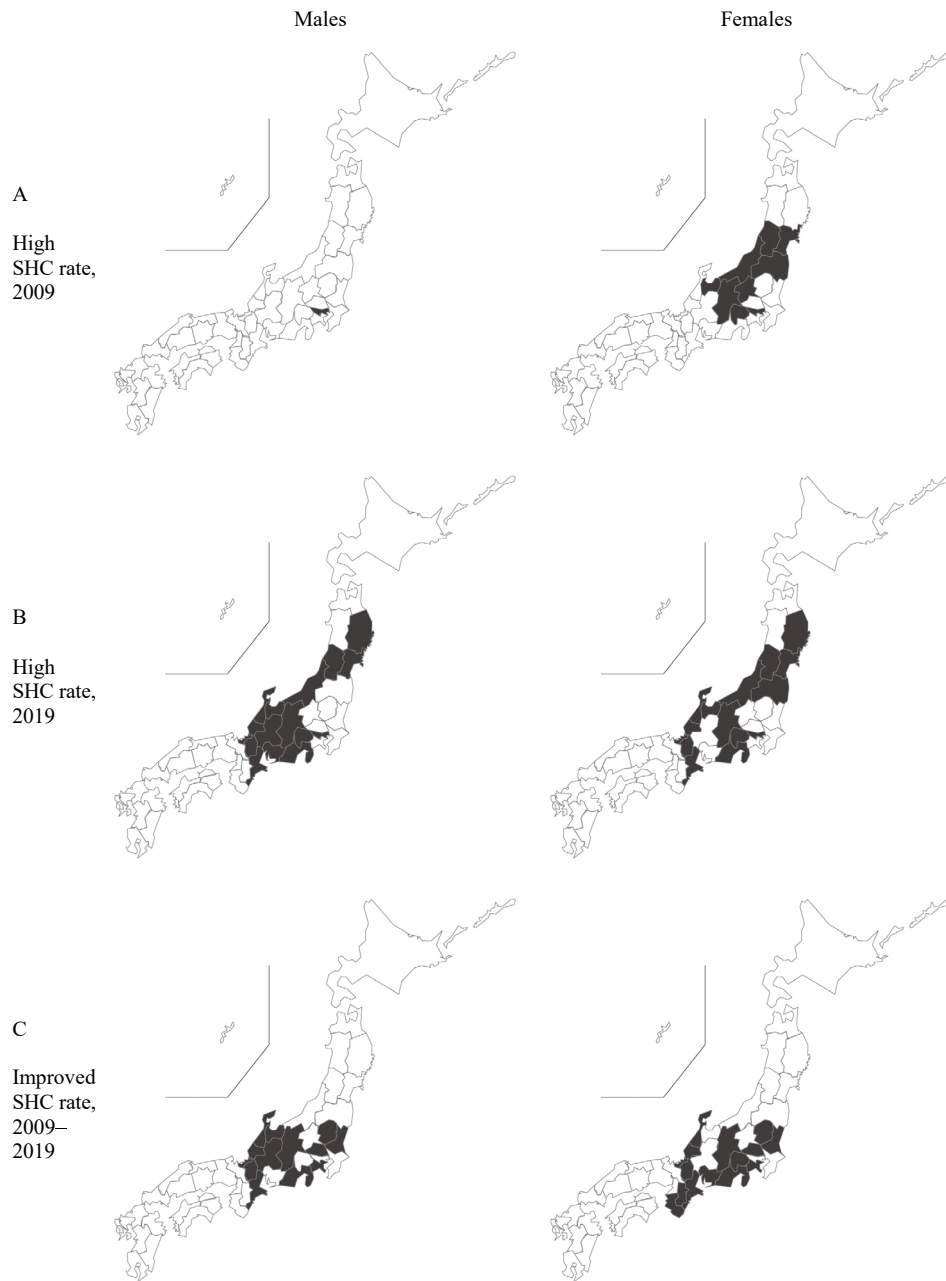 Males
Females
A
High
SHC rate,
2009
B
High
SHC rate,
2019
C
Improved
SHC rate,
2009–
2019